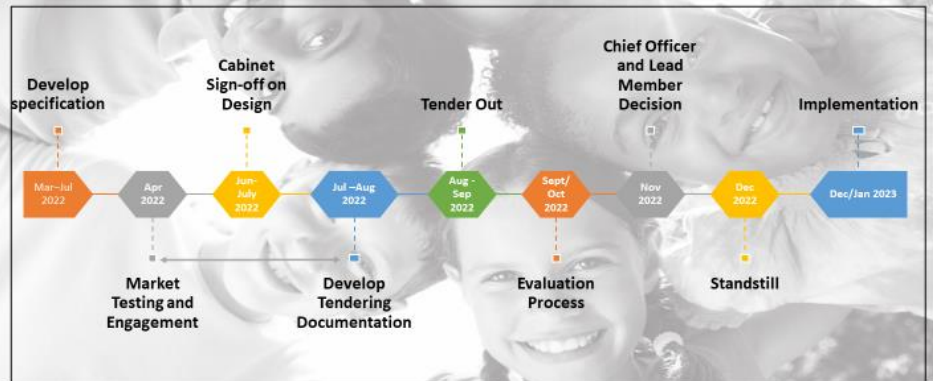 Develop
specification
Cabinet
Sign-off on
Design
Tender Out
Chief Officer
and Lead
Member
Decision
Implementation
Mar–Jul
2022
Apr
2022
Jun-
July
2022
Jul –Aug
2022
Aug -
Sep
2022
Sept/
Oct
2022
Nov
2022
Dec
2022
Dec/Jan 2023
Market
Testing and
Engagement
Develop
Tendering
Documentation
Evaluation
Process
Standstill